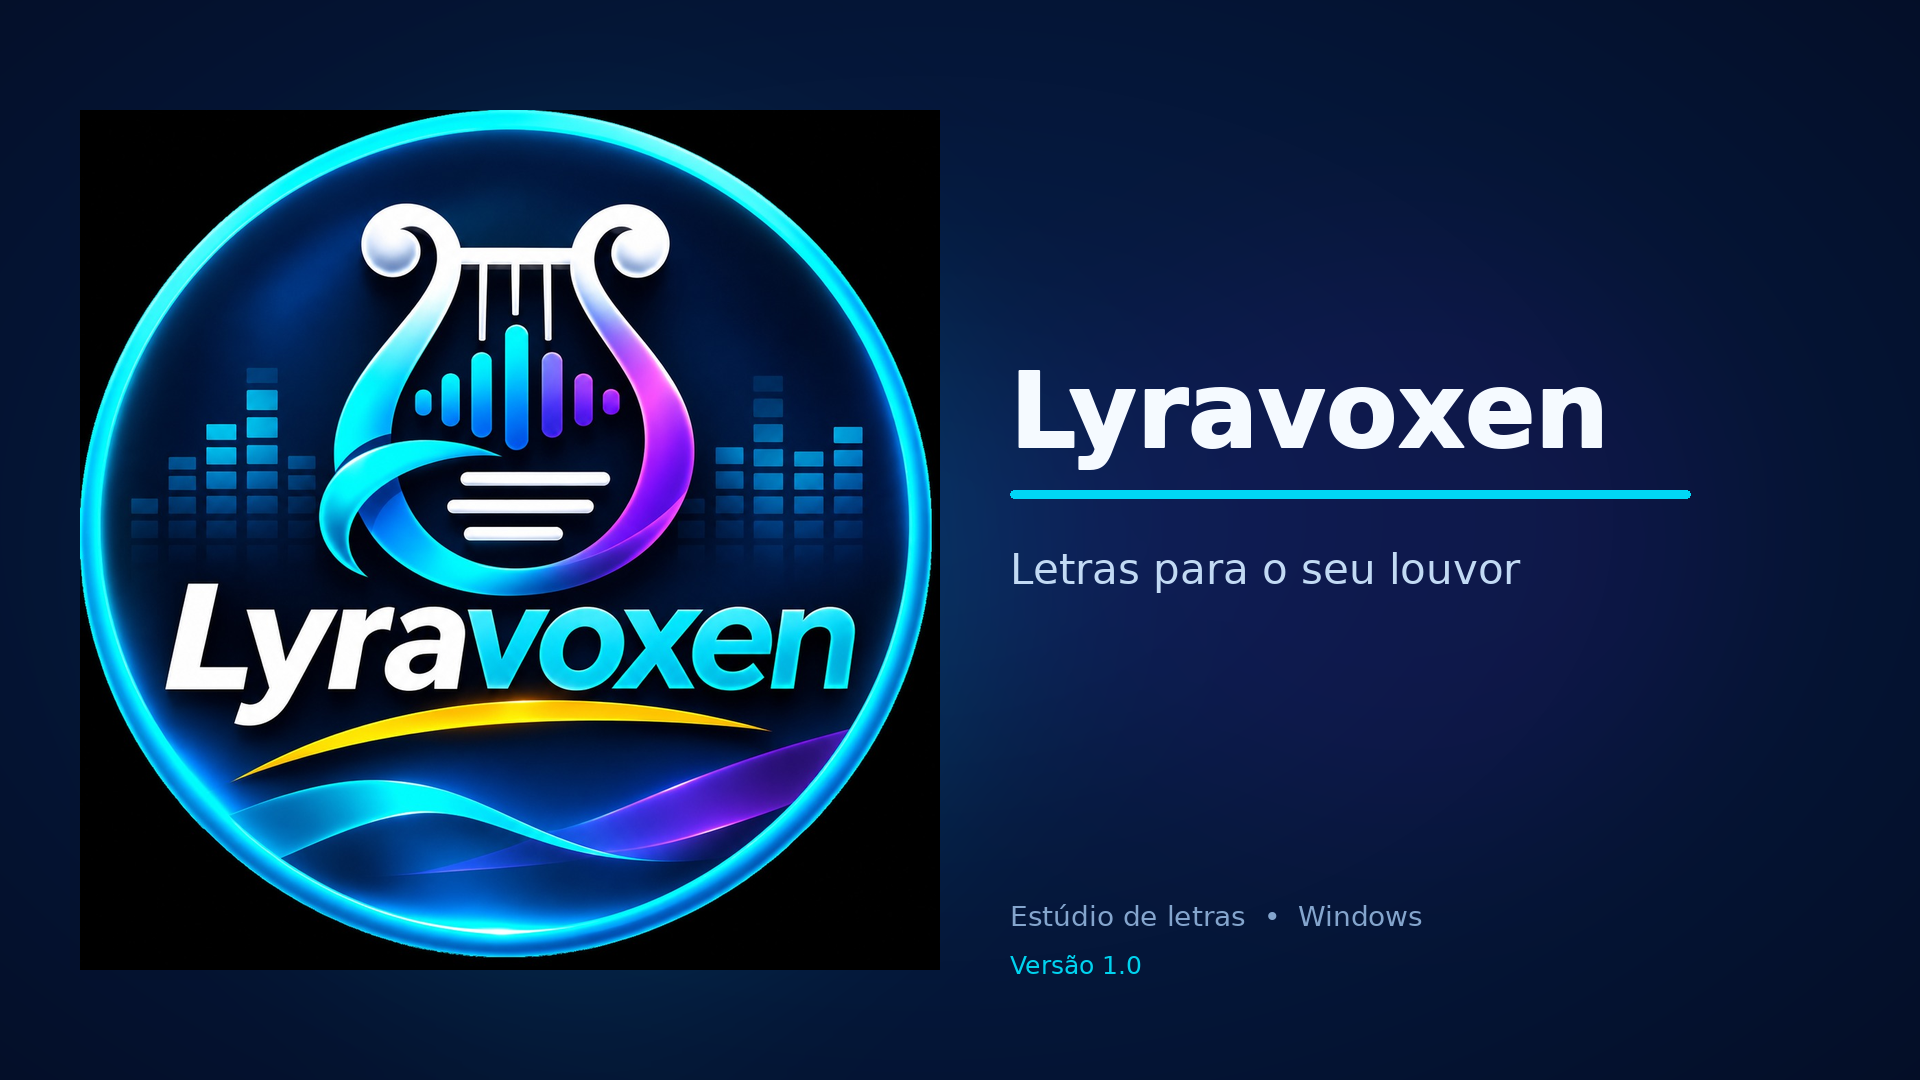 Lyravoxen
Lyravoxen
Letras para o seu louvor
Estúdio de letras • Windows
Versão 1.0